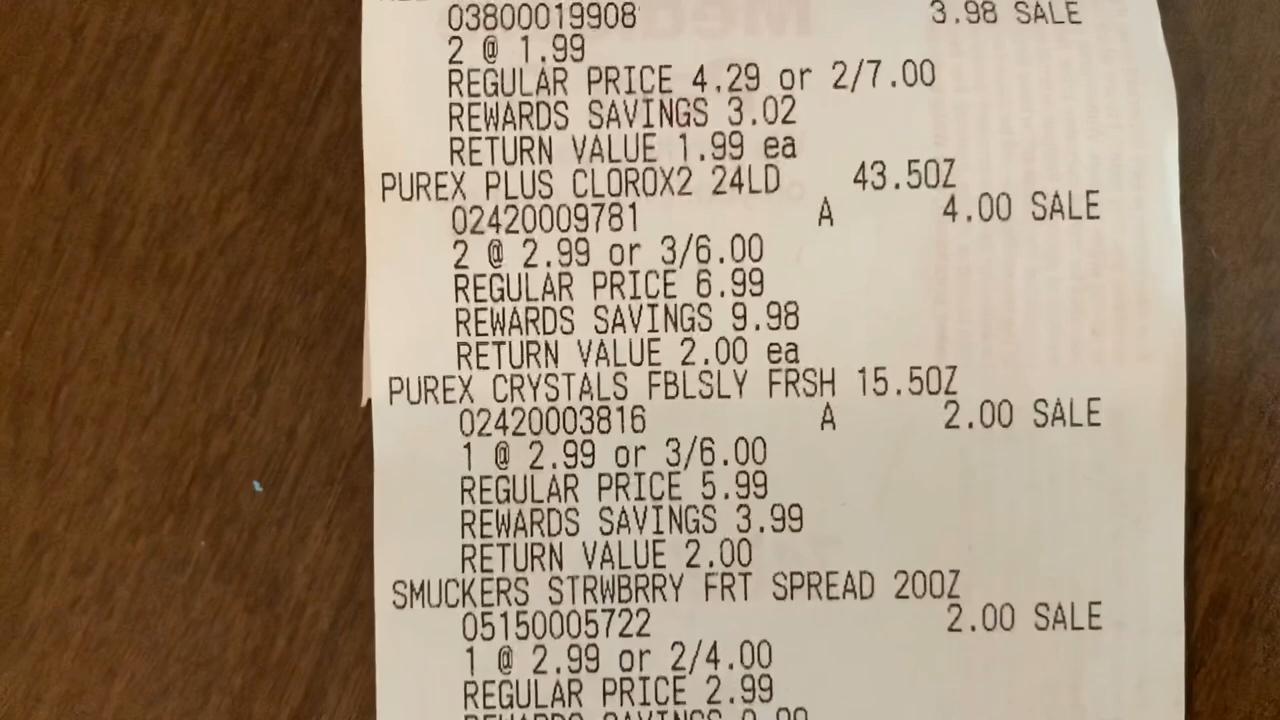 03800019908 3.98 SALE
2 @ 1.99
REGULAR PRICE 4.29 or 2/7.00
REWARDS SAVINGS 3.02
RETURN VALUE 1.99 ea
PUREX PLUS CLOROX2 24LD 43.5OZ
02420009781 A 4.00 SALE
2 @ 2.99 or 3/6.00
REGULAR PRICE 6.99
REWARDS SAVINGS 9.98
RETURN VALUE 2.00 ea
PUREX CRYSTALS FBLSLY FRSH 15.5OZ
02420003816 A 2.00 SALE
1 @ 2.99 or 3/6.00
REGULAR PRICE 5.99
REWARDS SAVINGS 3.99
RETURN VALUE 2.00
SMUCKERS STRWBRRY FRT SPREAD 20OZ
05150005722 2.00 SALE
1 @ 2.99 or 2/4.00
REGULAR PRICE 2.99
REWARDS SAVINGS